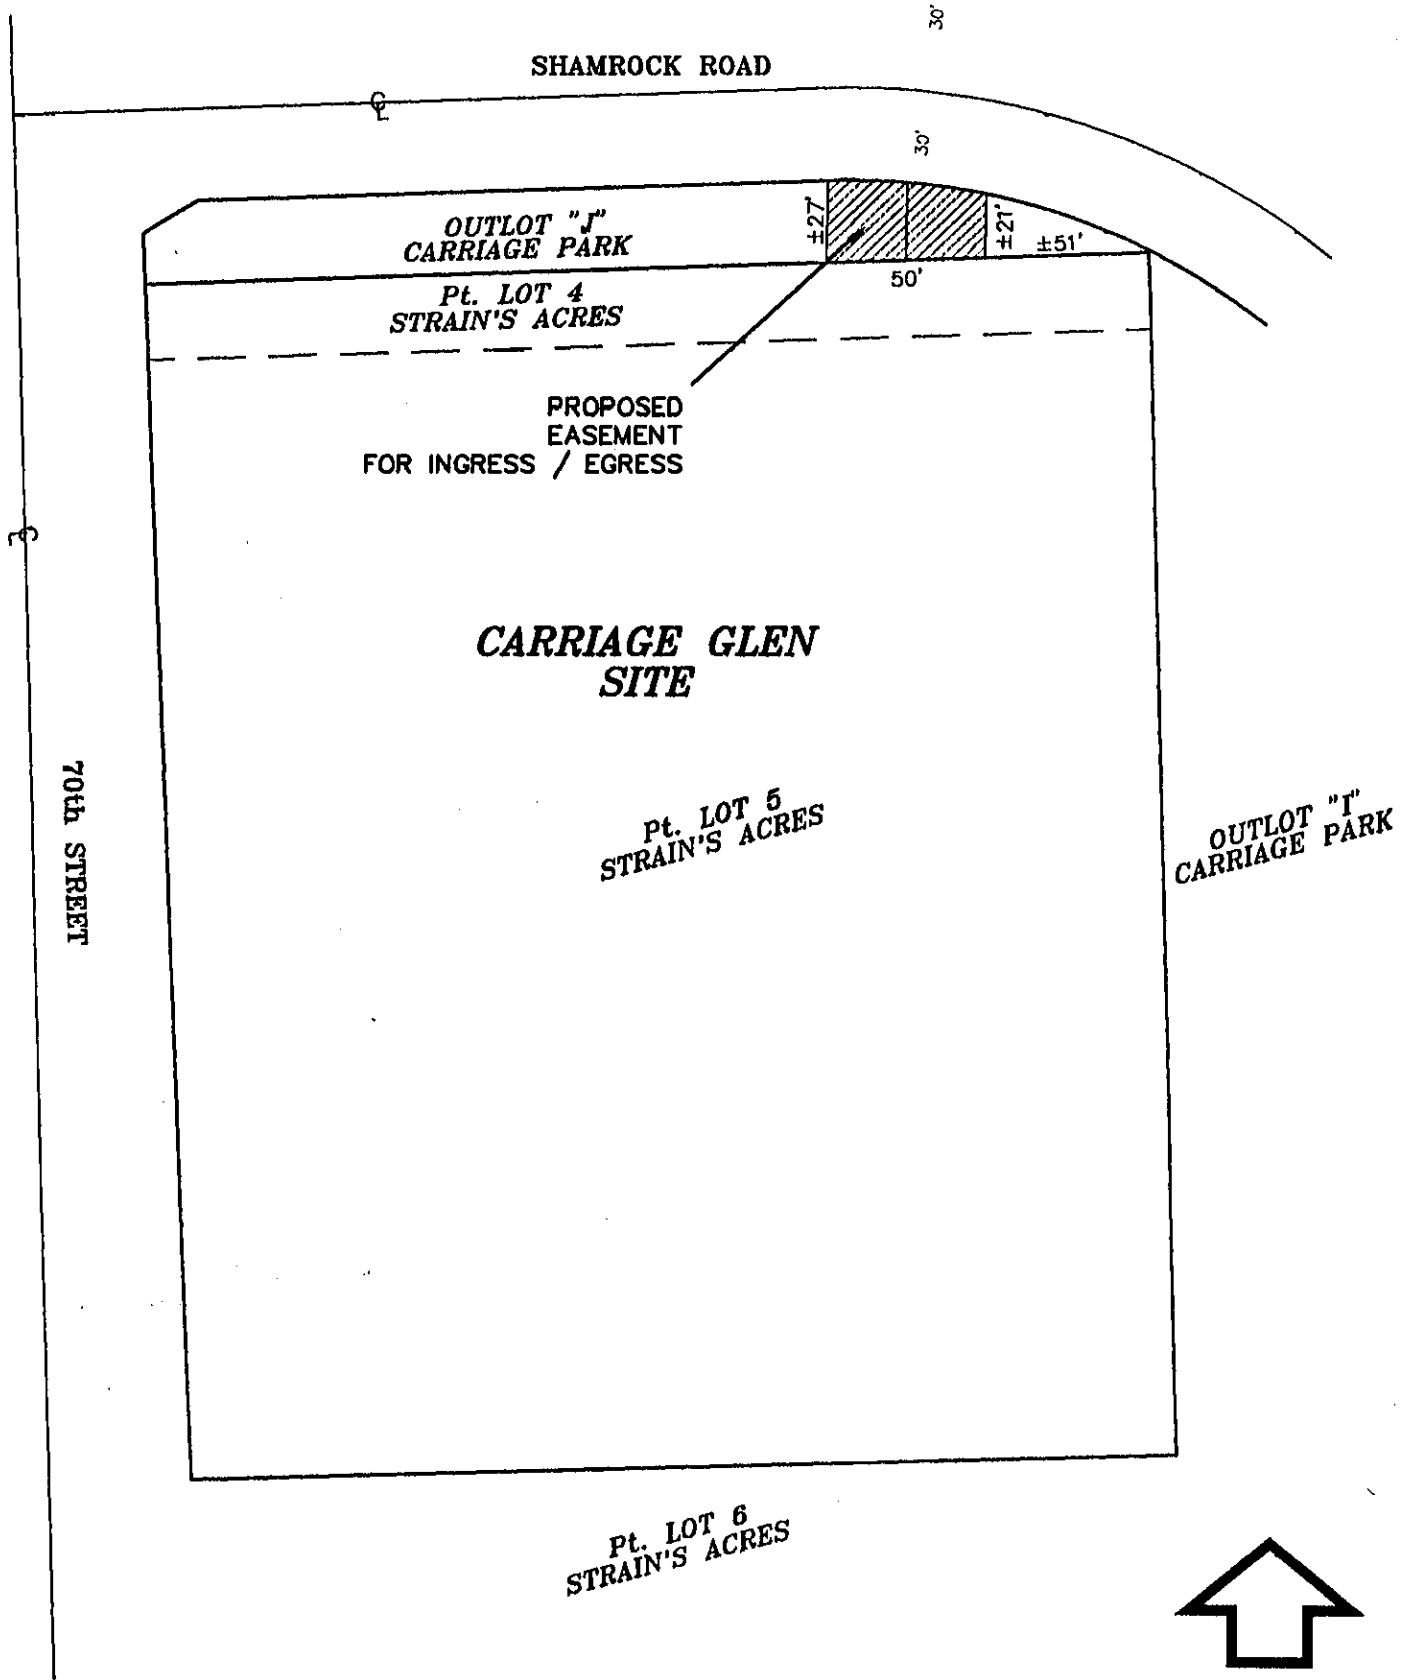 30'
SHAMROCK ROAD
℄
30'
OUTLOT "J"
CARRIAGE PARK
±27'
±21'
±51'
50'
Pt. LOT 4
STRAIN'S ACRES
PROPOSED
EASEMENT
FOR INGRESS / EGRESS
℄
CARRIAGE GLEN
SITE
70th STREET
Pt. LOT 5
STRAIN'S ACRES
OUTLOT "I"
CARRIAGE PARK
Pt. LOT 6
STRAIN'S ACRES